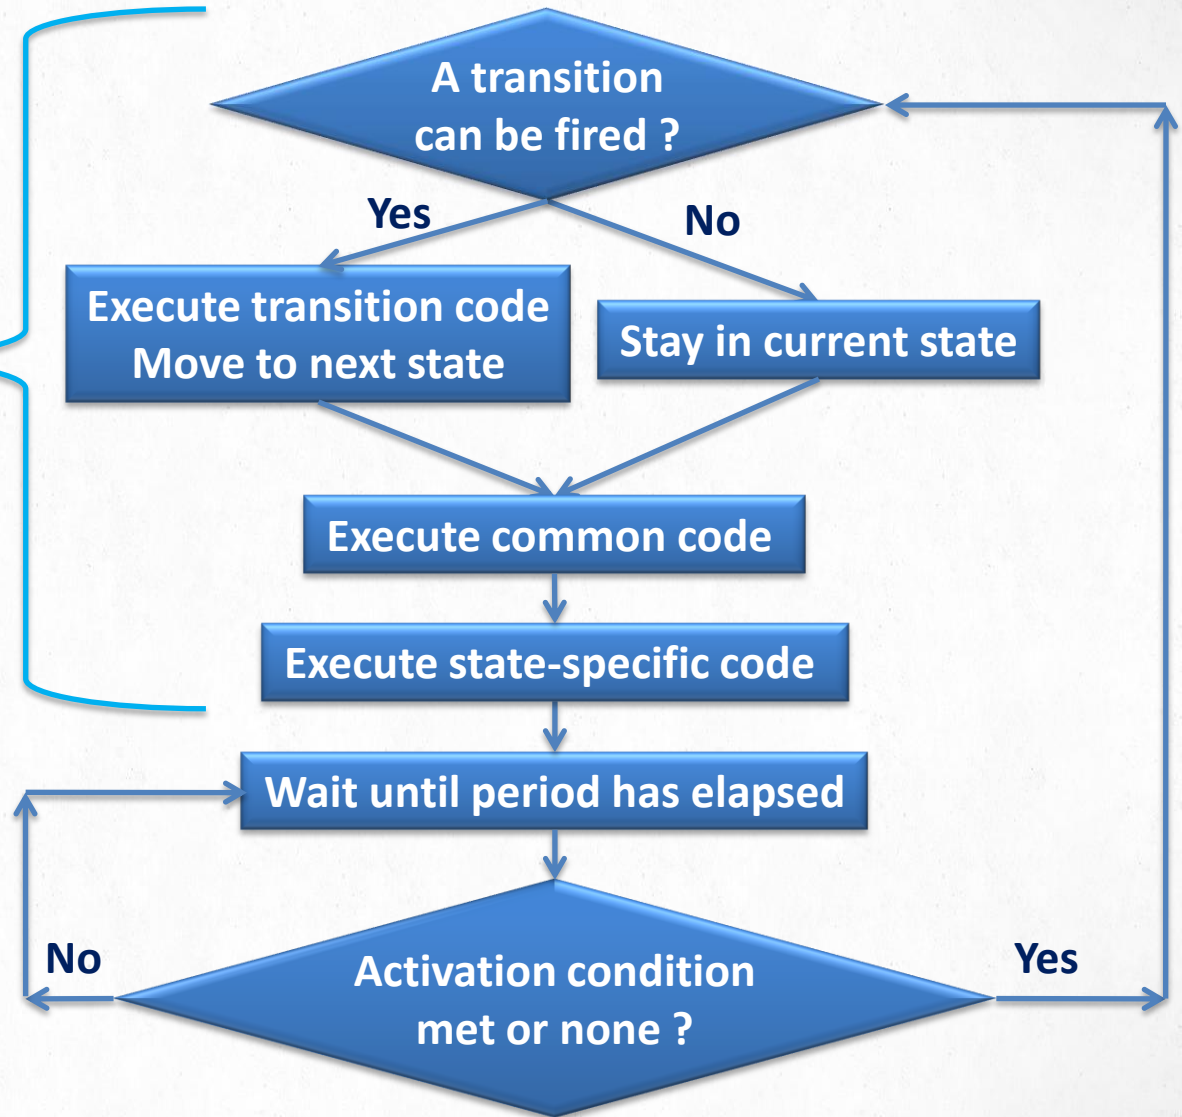 A transition
can be fired ?
Yes
No
Execute transition code
Move to next state
Stay in current state
Execute common code
Execute state-specific code
Wait until period has elapsed
No
Yes
Activation condition
met or none ?